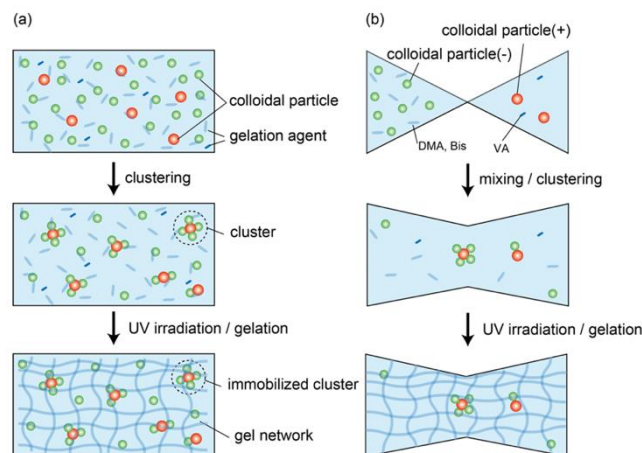 (a)
colloidal particle
gelation agent
clustering
cluster
UV irradiation / gelation
immobilized cluster
gel network
(b)
colloidal particle(+)
colloidal particle(-)
DMA, Bis
VA
mixing / clustering
UV irradiation / gelation